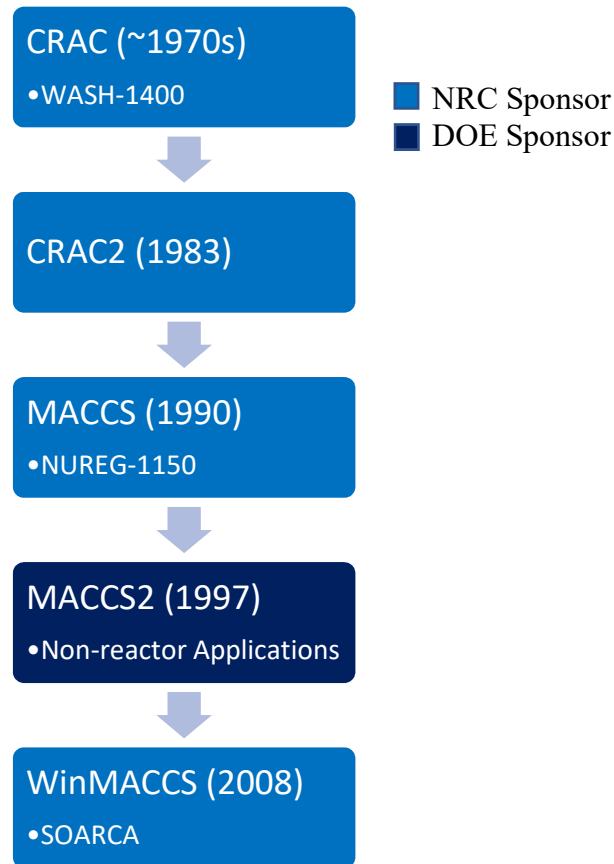 CRAC (~1970s)
•WASH-1400
NRC Sponsor
DOE Sponsor
CRAC2 (1983)
MACCS (1990)
•NUREG-1150
MACCS2 (1997)
•Non-reactor Applications
WinMACCS (2008)
•SOARCA